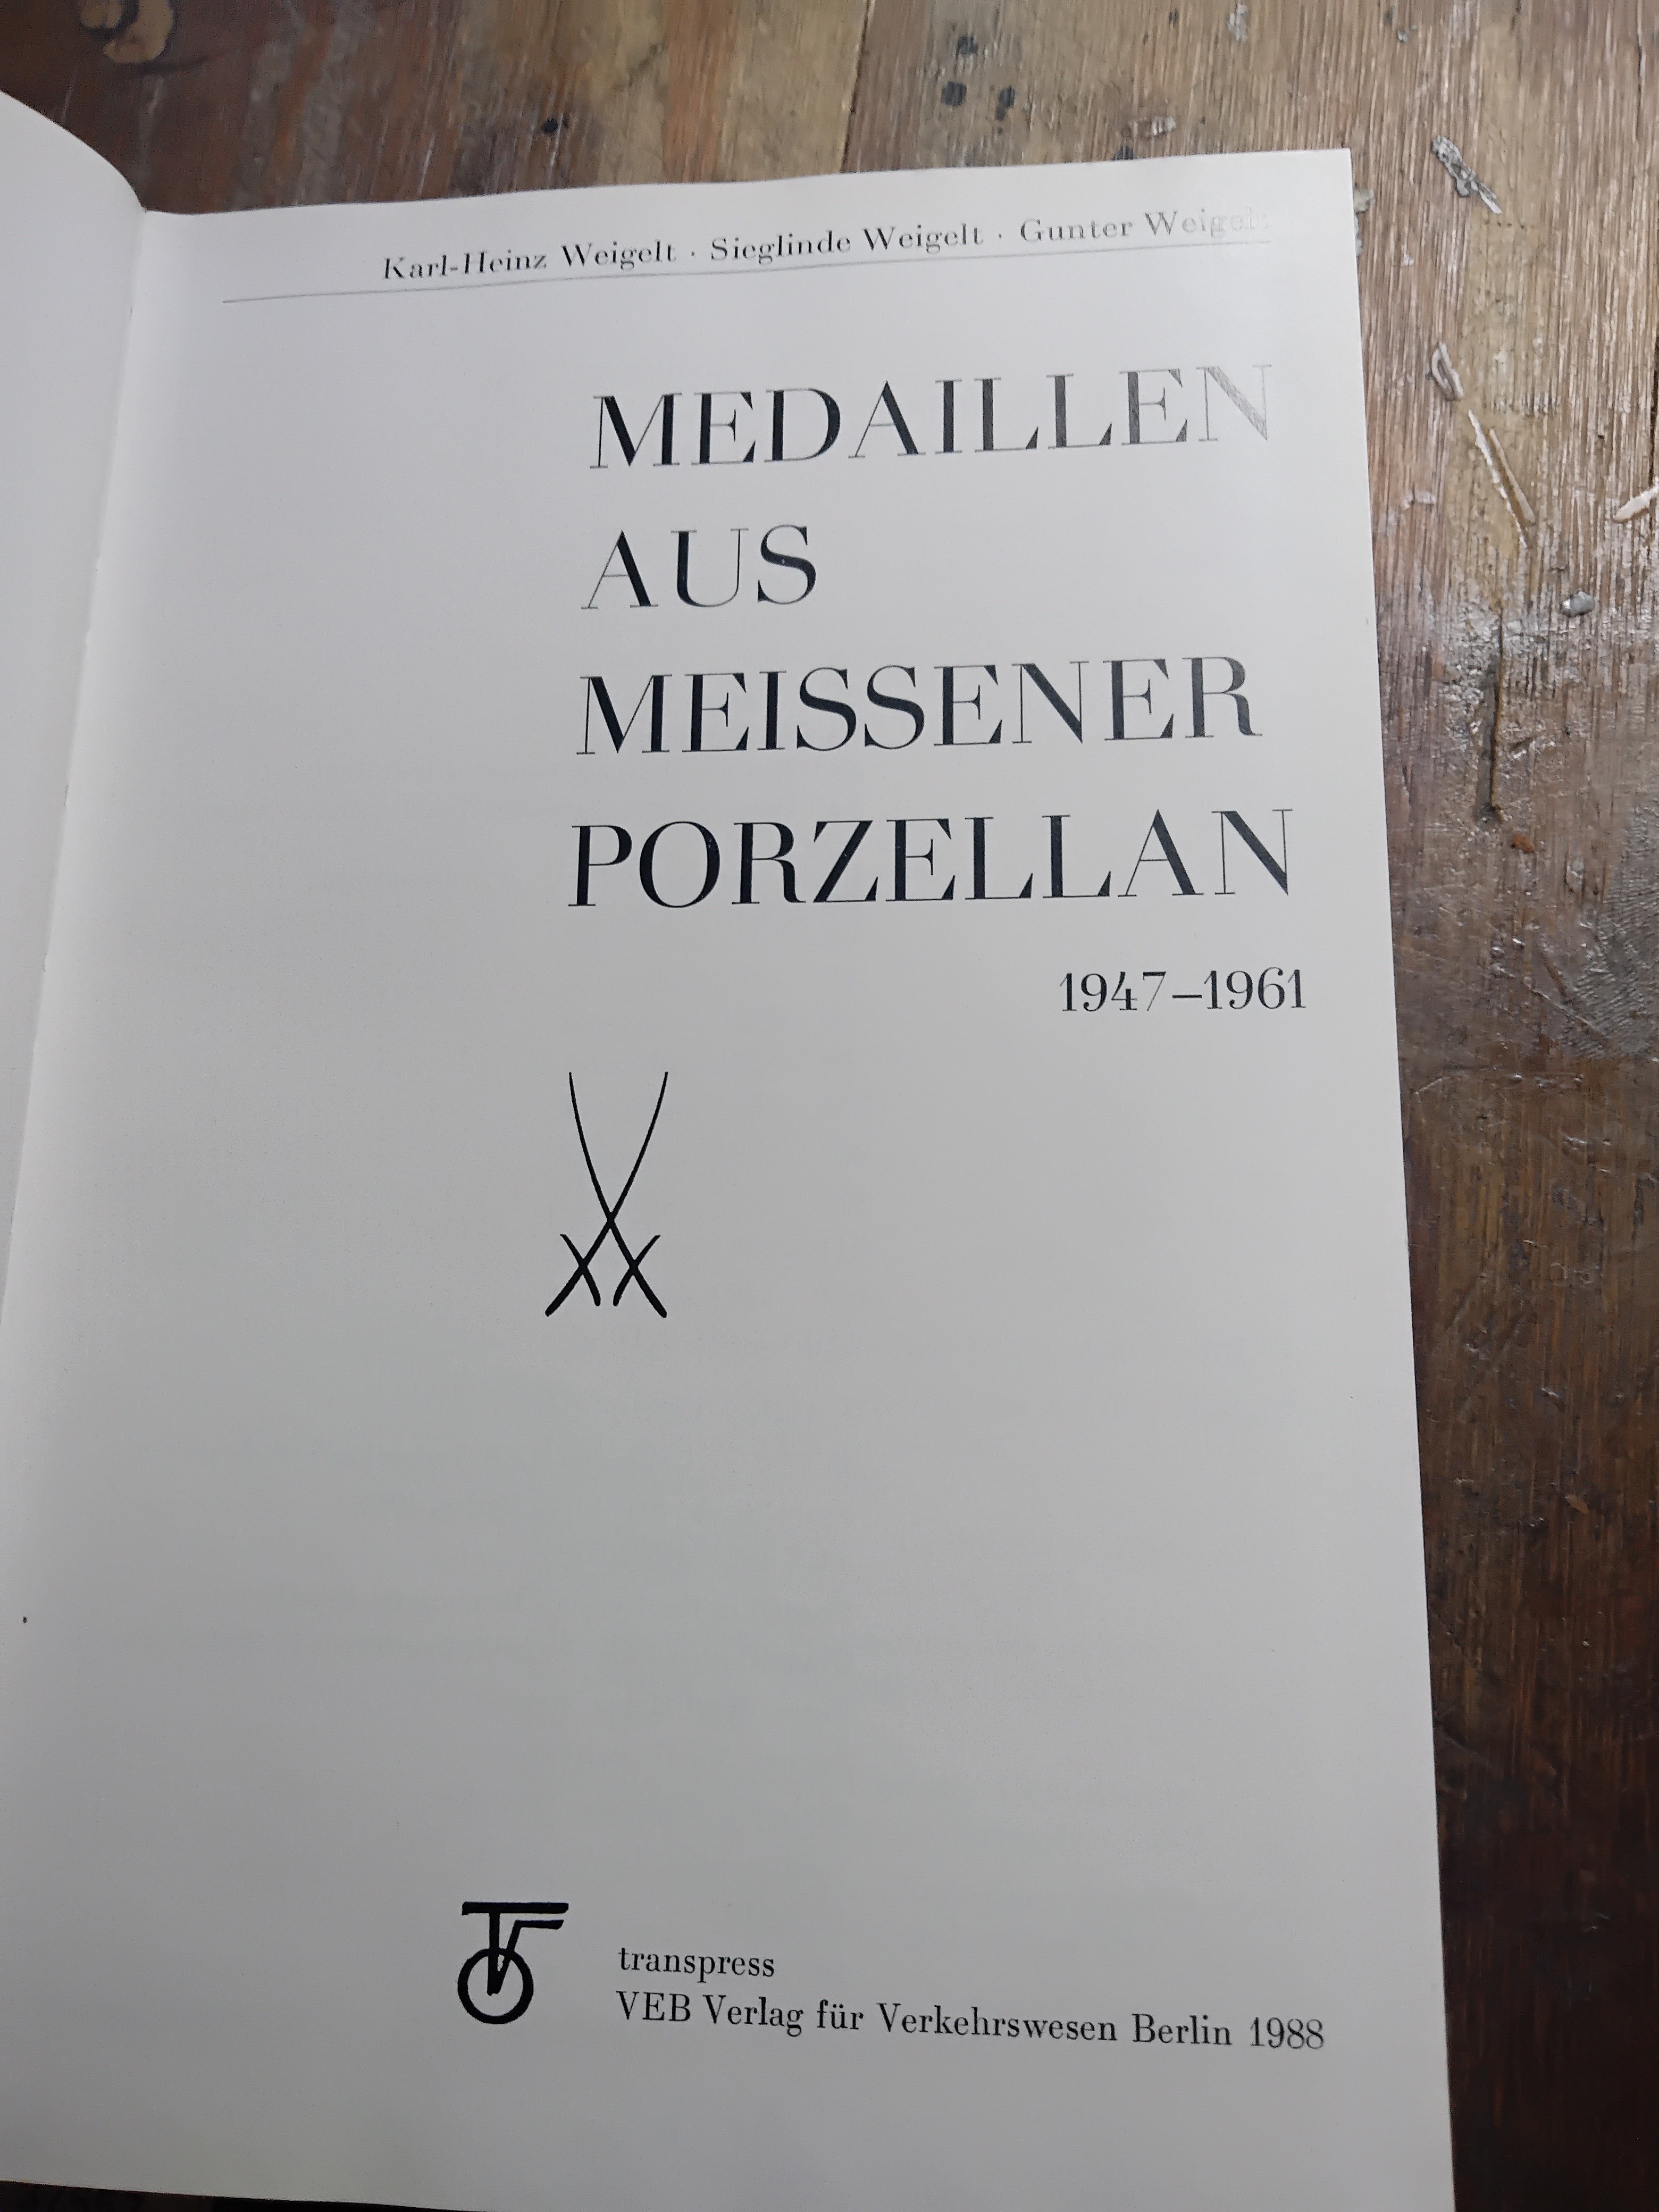 Karl-Heinz Weigelt · Sieglinde Weigelt · Gunter Weigelt
MEDAILLEN
AUS
MEISSENER
PORZELLAN
1947–1961
transpress
VEB Verlag für Verkehrswesen Berlin 1988